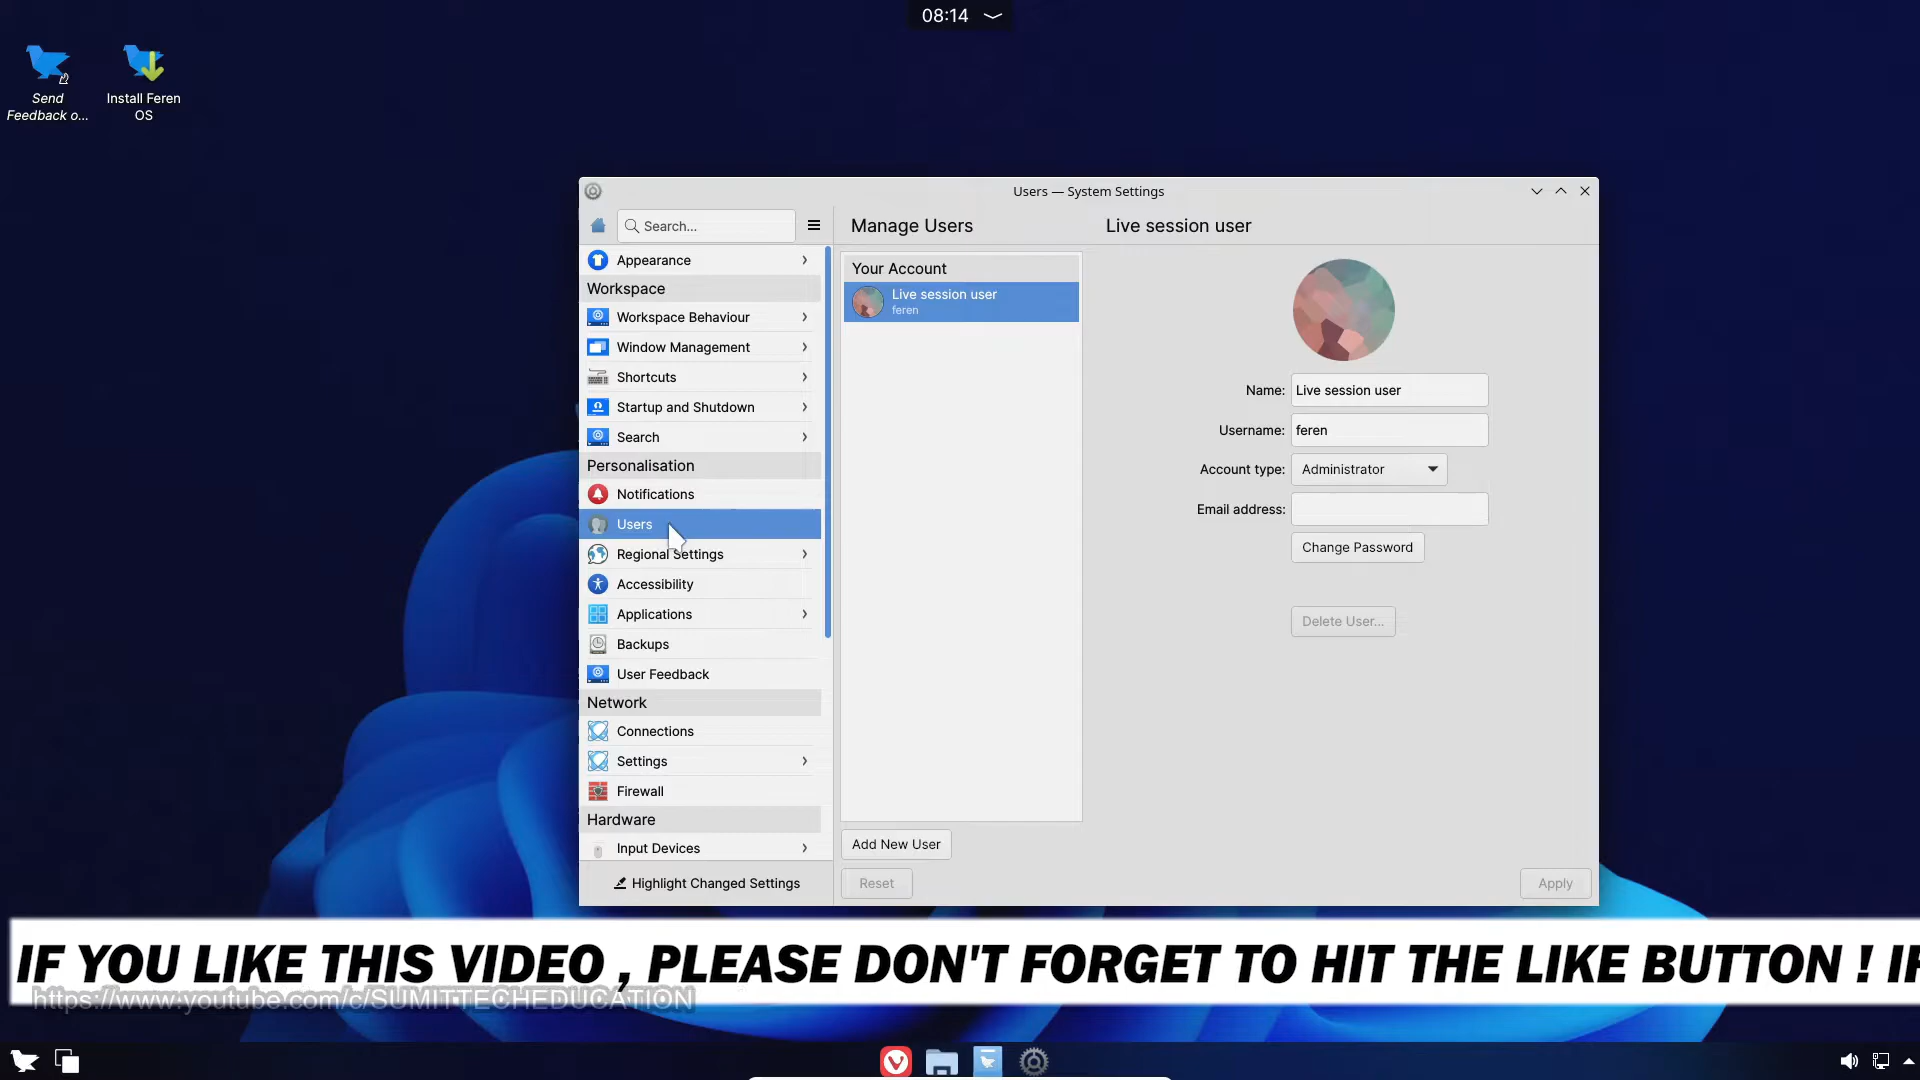 08:14
Send
Feedback o...
Install Feren
OS
Users — System Settings
Search...
Manage Users
Live session user
Appearance
Workspace
Workspace Behaviour
Window Management
Shortcuts
Startup and Shutdown
Search
Personalisation
Notifications
Users
Regional Settings
Accessibility
Applications
Backups
User Feedback
Network
Connections
Settings
Firewall
Hardware
Input Devices
Highlight Changed Settings
Your Account
Live session user
feren
Add New User
Reset
Name: Live session user
Username: feren
Account type: Administrator
Email address:
Change Password
Delete User...
Apply
IF YOU LIKE THIS VIDEO , PLEASE DON'T FORGET TO HIT THE LIKE BUTTON ! IF
https://www.youtube.com/c/SUMITTECHEDUCATION